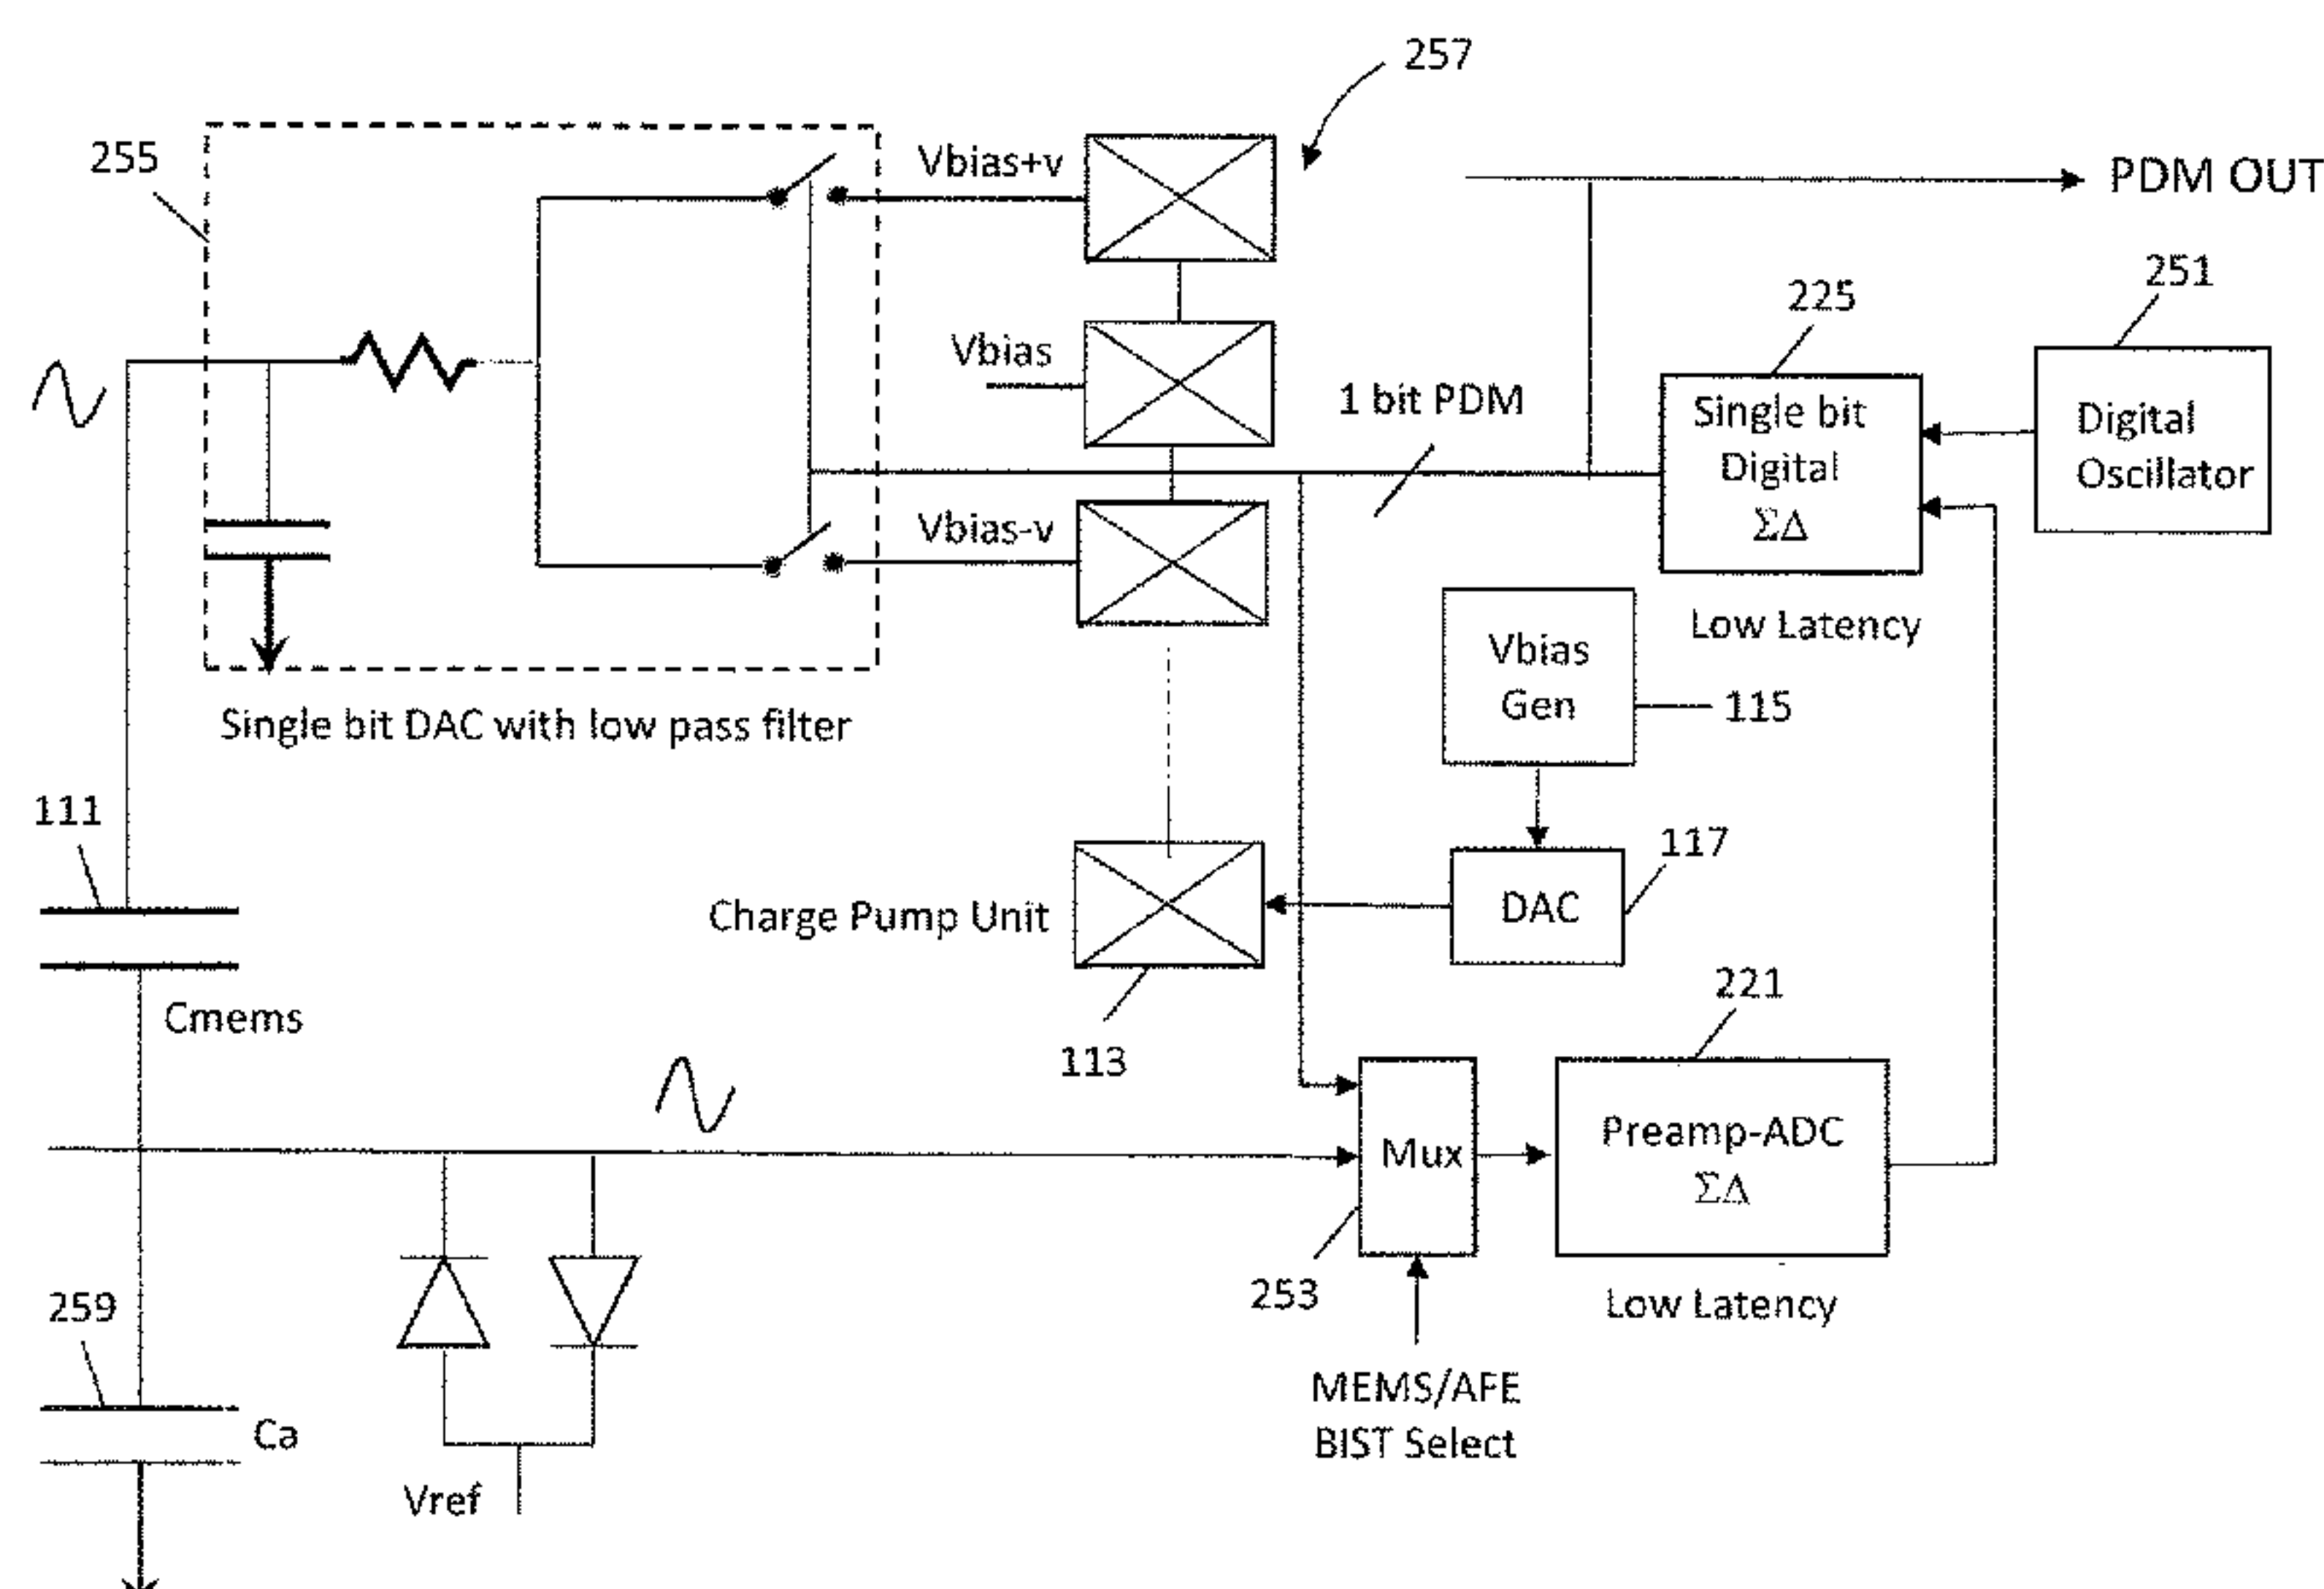 257
255
Vbias+v
PDM OUT
251
225
Vbias
1 bit PDM
Single bit
Digital
ΣΔ
Digital
Oscillator
Vbias-v
Low Latency
Vbias
Gen
115
Single bit DAC with low pass filter
111
117
DAC
Charge Pump Unit
221
Cmems
113
Mux
Preamp-ADC
ΣΔ
253
259
Low Latency
MEMS/AFE
BIST Select
Ca
Vref